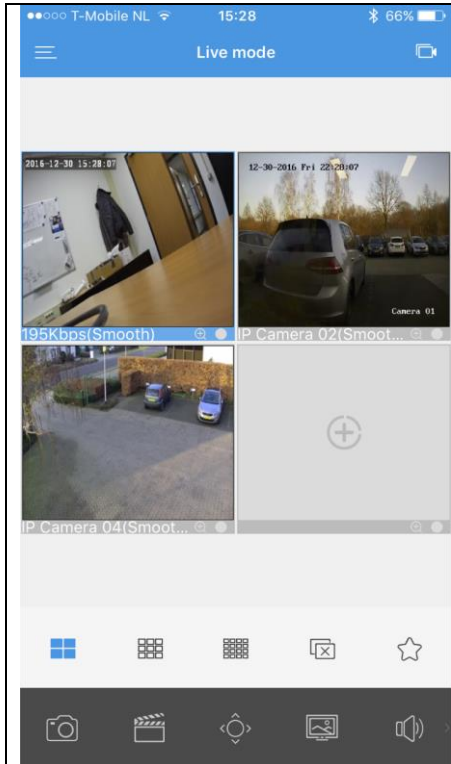 T-Mobile NL 15:28 66%
Live mode
2016-12-30 15:28:07
12-30-2016 Fri 22:28:07
Camera 01
195Kbps(Smooth)
IP Camera 02(Smoot...
IP Camera 04(Smoot...